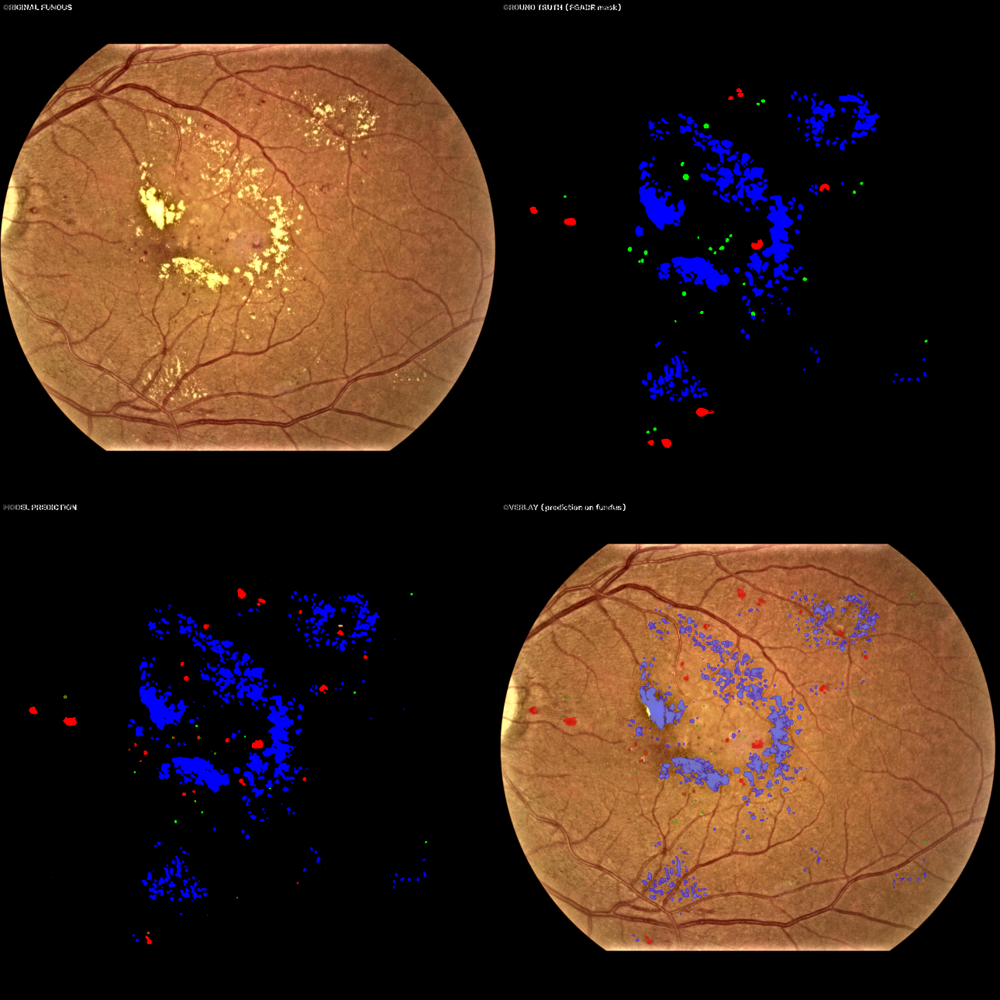 ORIGINAL FUNDUS
GROUND TRUTH (FGADR mask)
MODEL PREDICTION
OVERLAY (prediction on fundus)